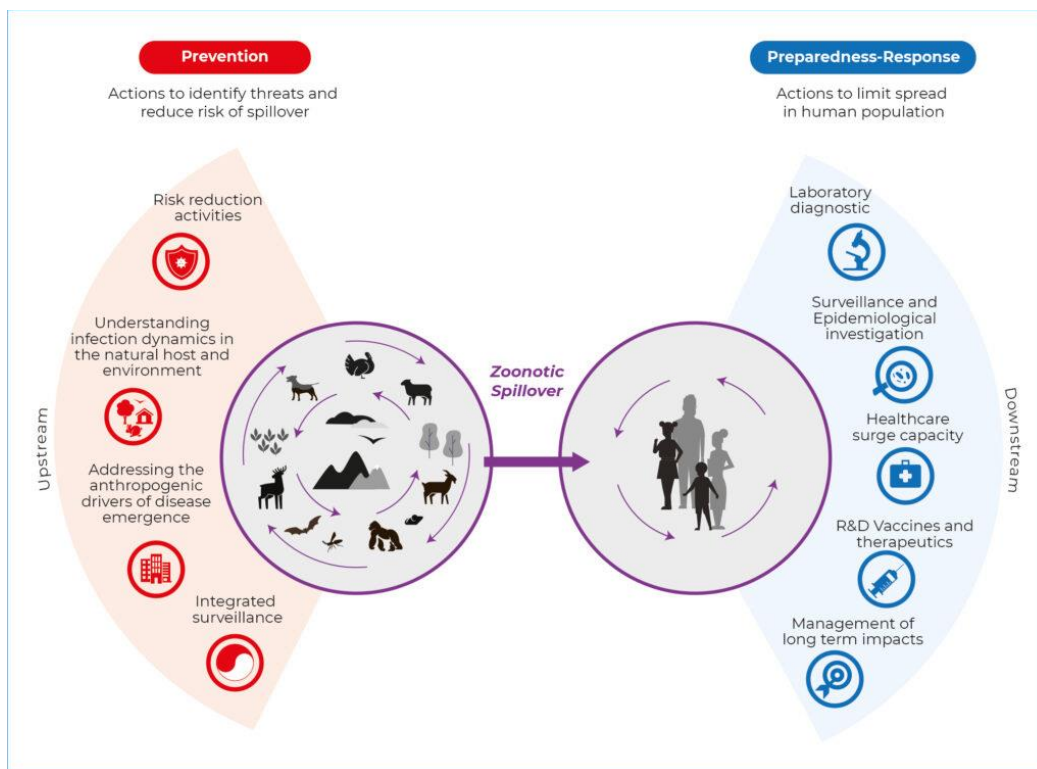 Prevention
Actions to identify threats and
reduce risk of spillover
Upstream
Risk reduction
activities
Understanding
infection dynamics in
the natural host and
environment
Addressing the
anthropogenic
drivers of disease
emergence
Integrated
surveillance
Zoonotic
Spillover
Preparedness-Response
Actions to limit spread
in human population
Laboratory
diagnostic
Surveillance and
Epidemiological
investigation
Healthcare
surge capacity
R&D Vaccines and
therapeutics
Management of
long term impacts
Downstream